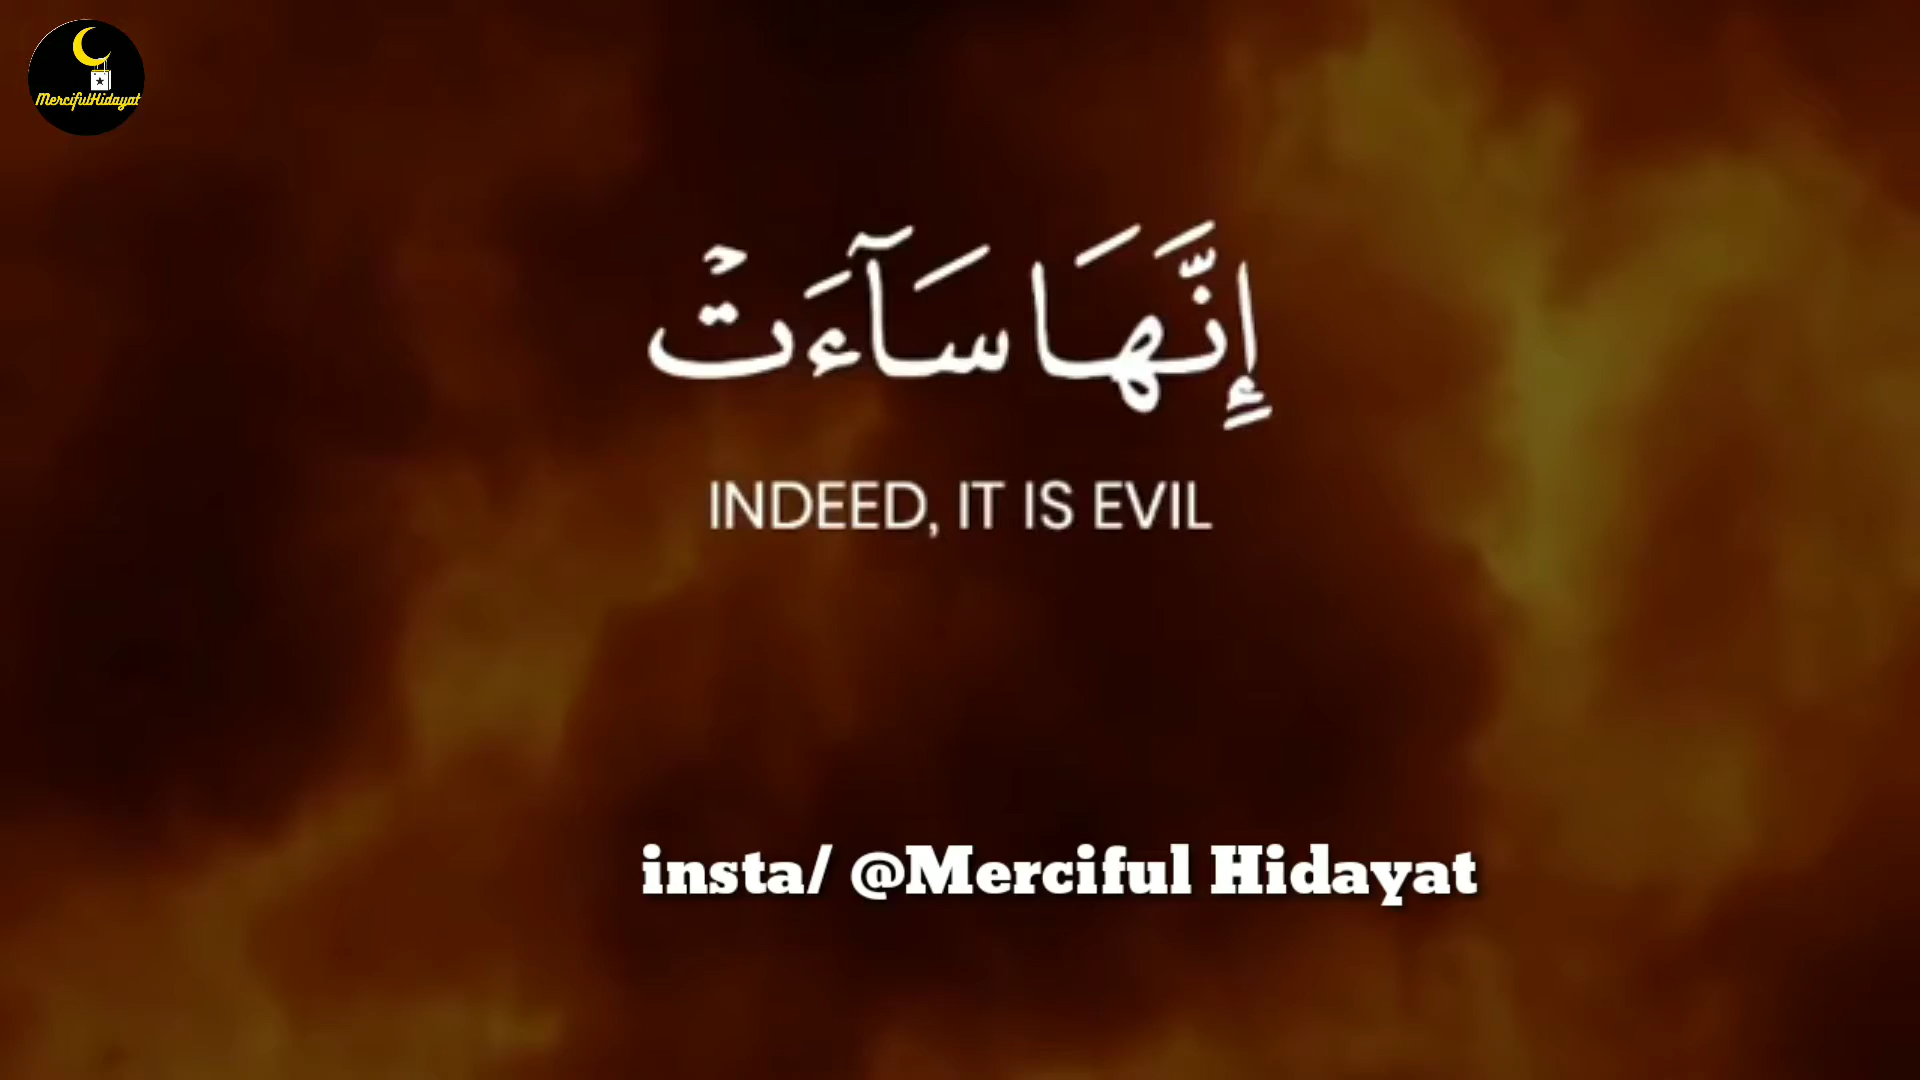 MercifulHidayat
إِنَّهَا سَآءَتْ
INDEED, IT IS EVIL
insta/ @Merciful Hidayat